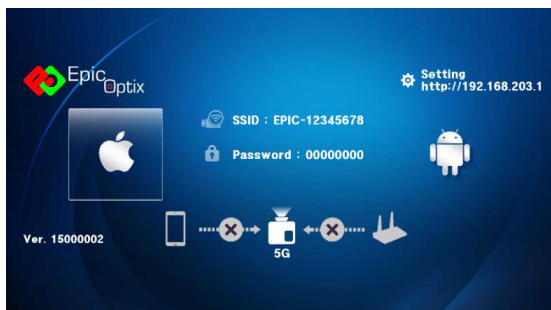 Epic
Optix
Setting
http://192.168.203.1
SSID : EPIC-12345678
Password : 00000000
Ver. 15000002
5G